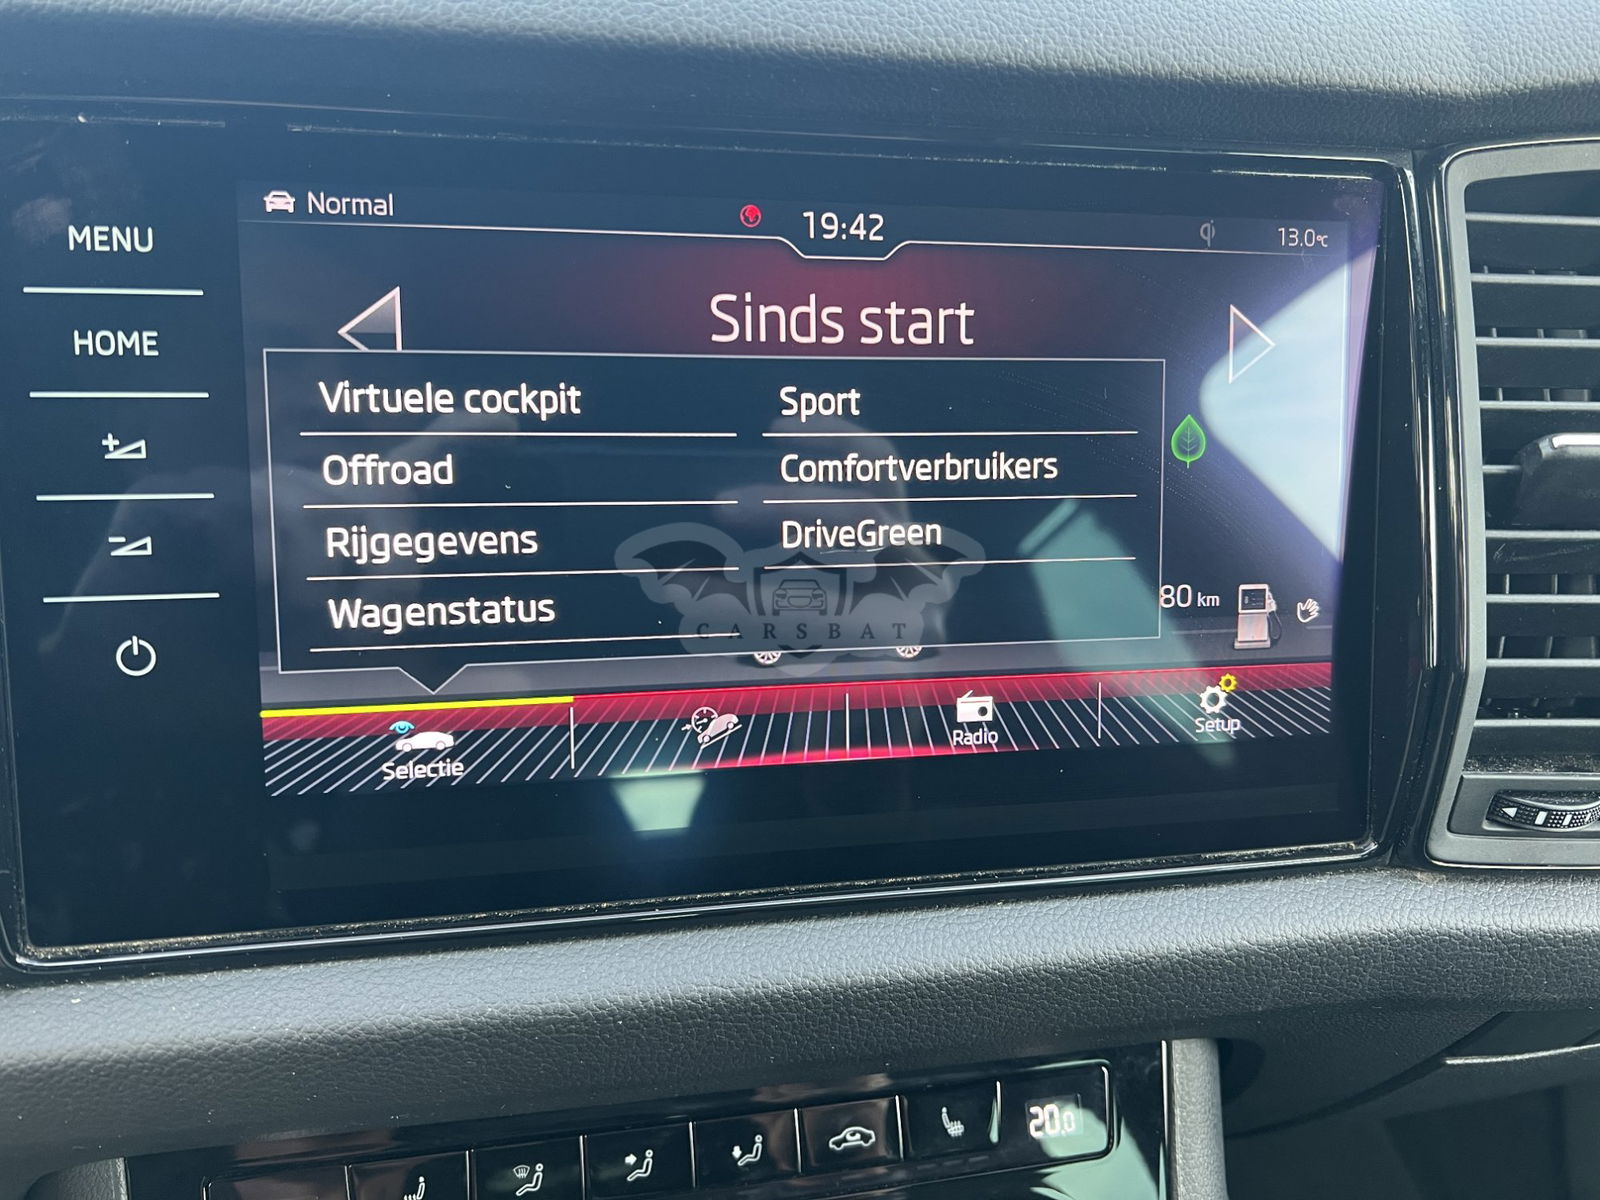 Normal
19:42
13.0°C
MENU
HOME
Sinds start
Virtuele cockpit
Sport
Offroad
Comfortverbruikers
Rijgegevens
DriveGreen
Wagenstatus
80 km
CARSBAT
Selectie
Radio
Setup
20.0